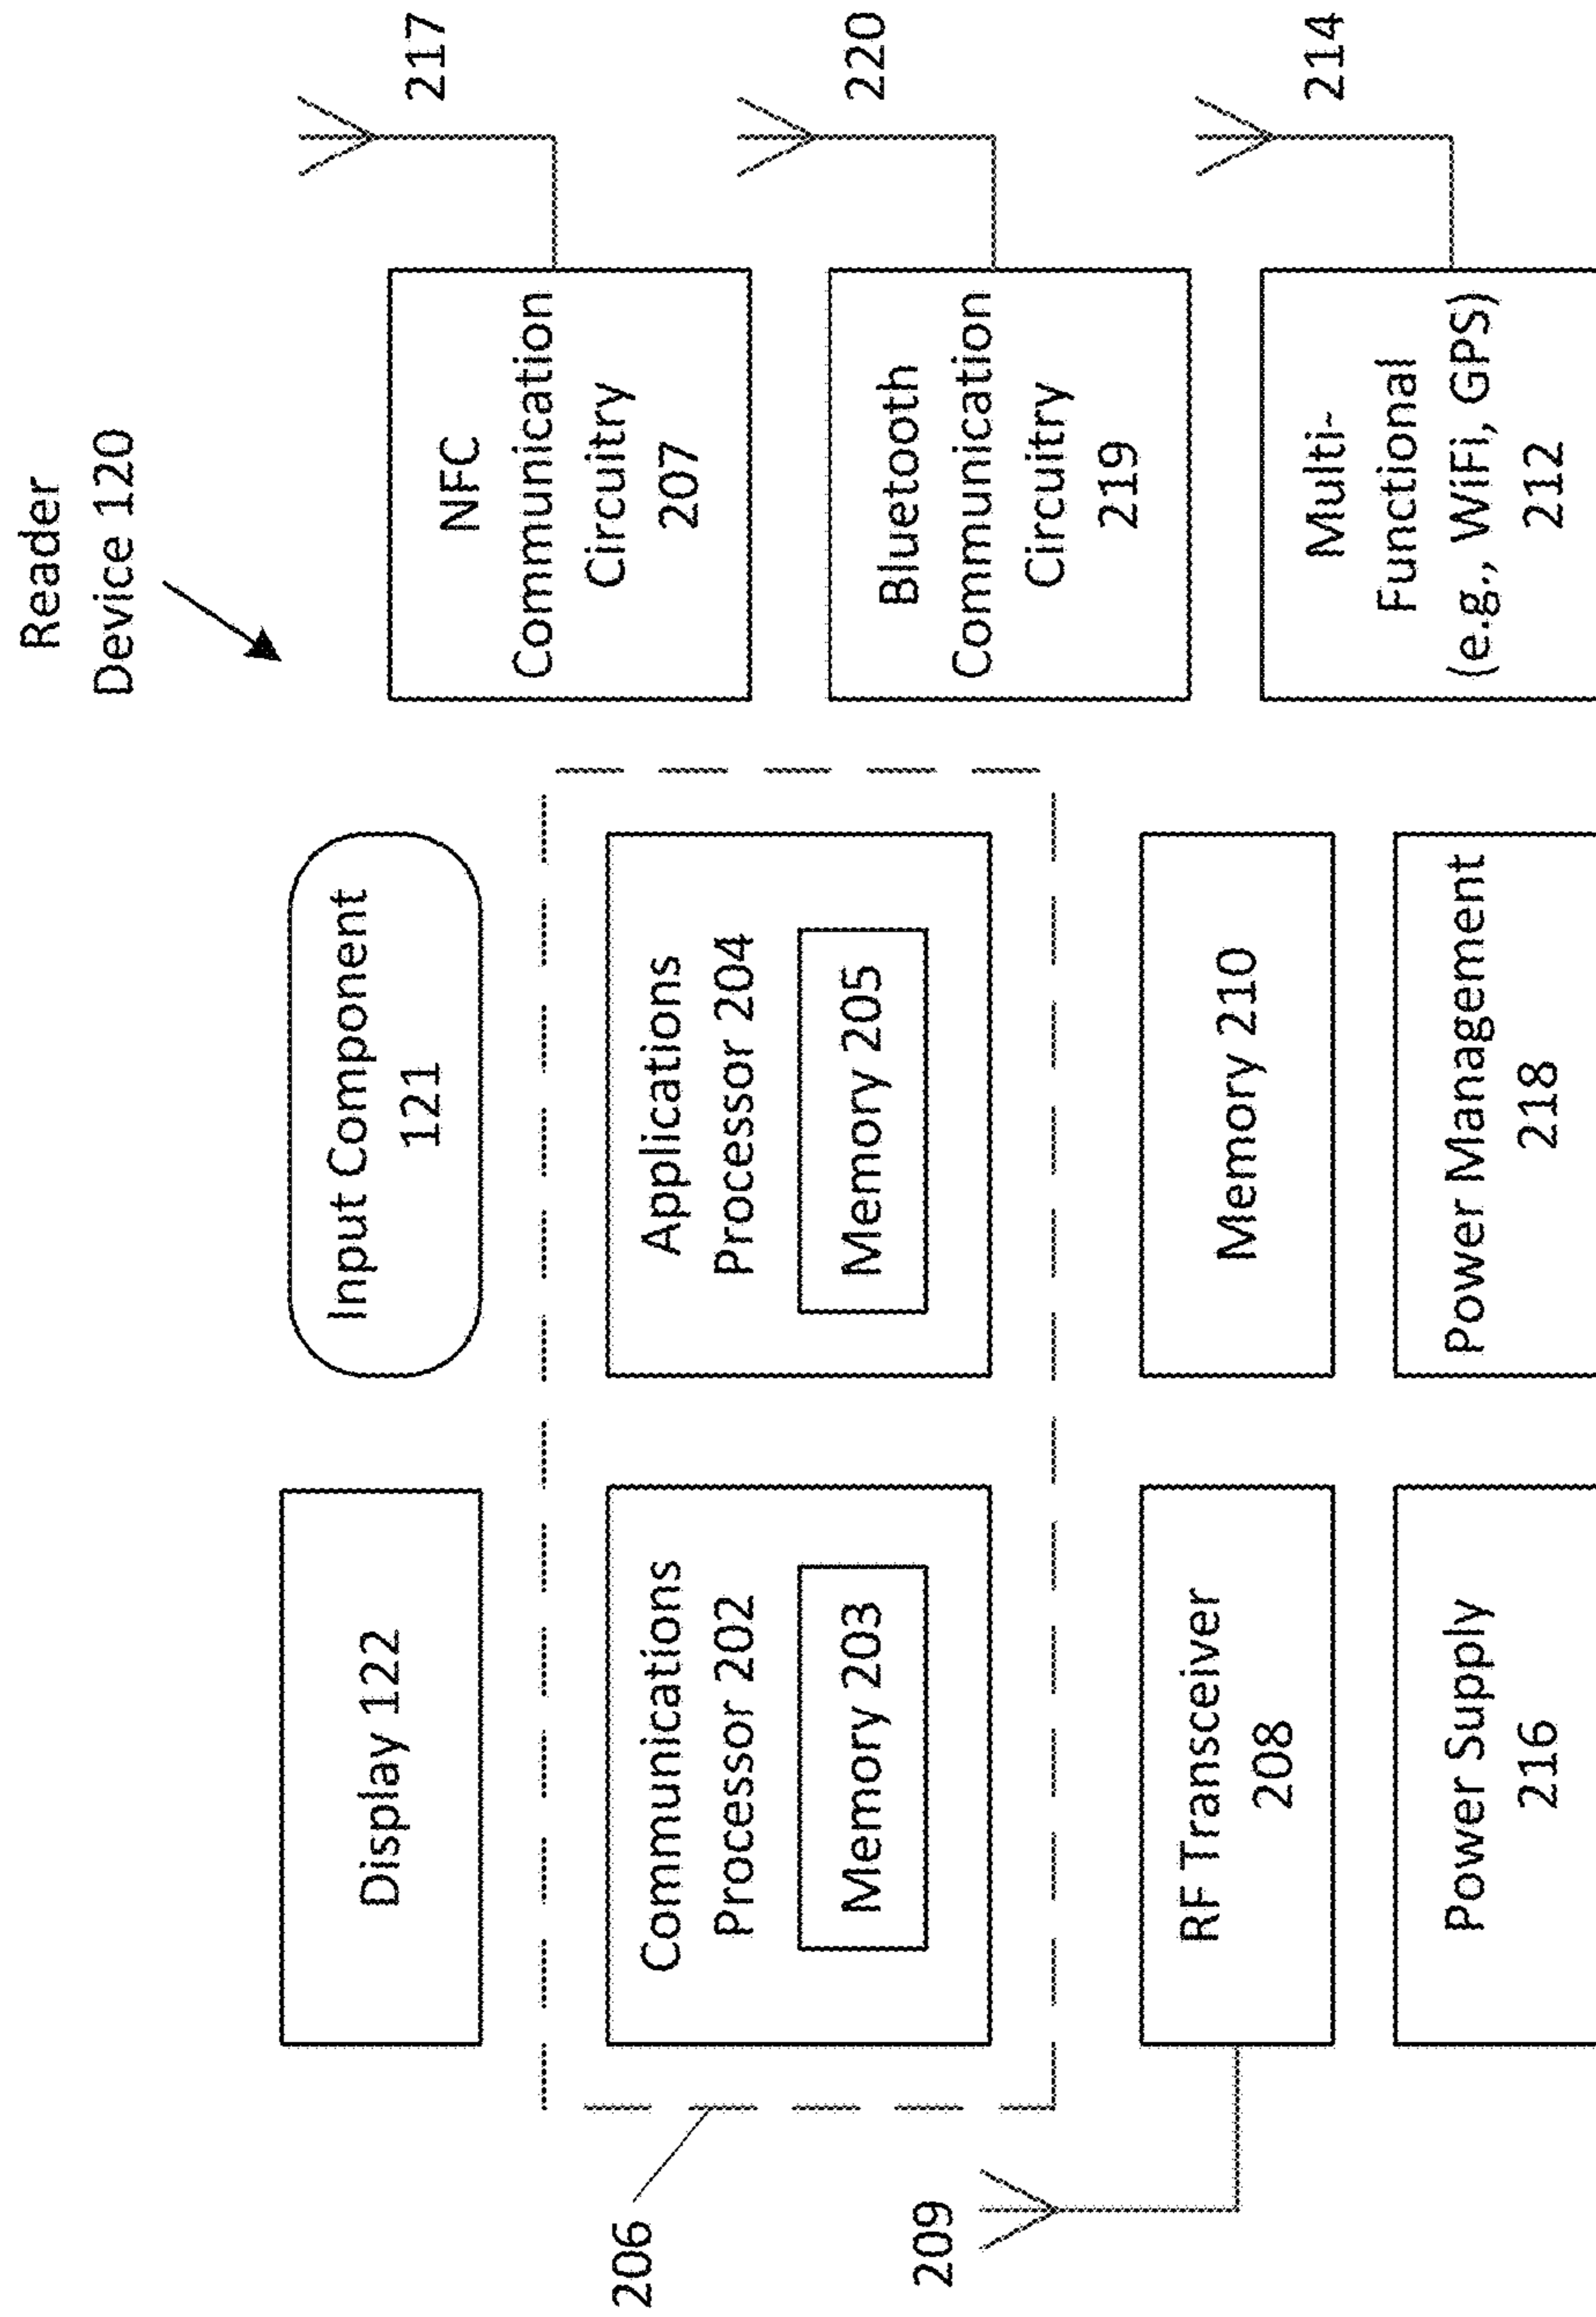 Reader
Device 120
Display 122
Input Component
121
NFC
Communication
Circuitry
207
217
206
Communications
Processor 202
Memory 203
Applications
Processor 204
Memory 205
Bluetooth
Communication
Circuitry
219
220
209
RF Transceiver
208
Memory 210
Multi-
Functional
(e.g., WiFi, GPS)
212
214
Power Supply
216
Power Management
218